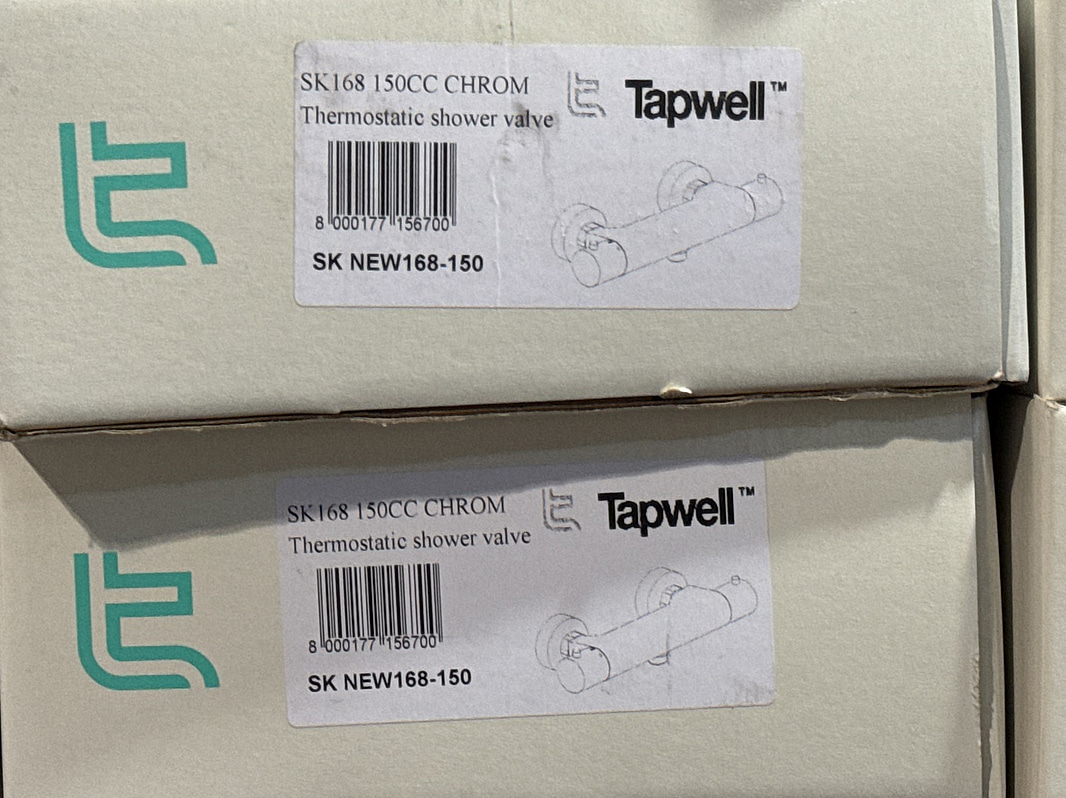 SK168 150CC CHROM
Thermostatic shower valve
Tapwell™
8 000177 156700
SK NEW168-150
SK168 150CC CHROM
Thermostatic shower valve
Tapwell™
8 000177 156700
SK NEW168-150